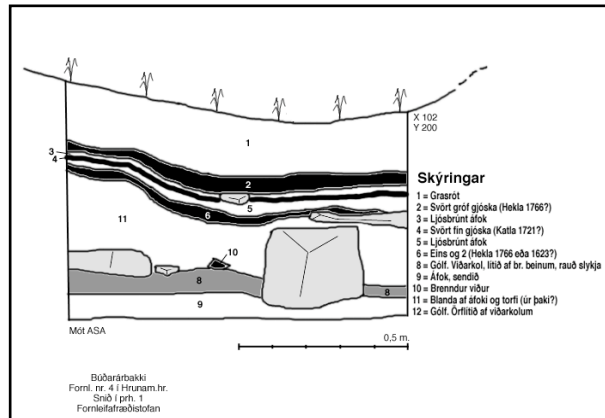 X 102
Y 200
1
3
4
2
5
11
6
10
8
8
9
Mót ASA
0,5 m.
Skýringar
1 = Grasrót
2 = Svört gróf gjóska (Hekla 1766?)
3 = Ljósbrúnt áfok
4 = Svört fín gjóska (Katla 1721?)
5 = Ljósbrúnt áfok
6 = Eins og 2 (Hekla 1766 eða 1623?)
8 = Gólf. Viðarkol, lítið af br. beinum, rauð slykja
9 = Áfok, sendið
10 = Brenndur viður
11 = Blanda af áfoki og torfi (úr þaki?)
12 = Gólf. Örflítið af viðarkolum
Búðarárbakki
Fornl. nr. 4 í Hrunam.hr.
Snið í prh. 1
Fornleifafræðistofan